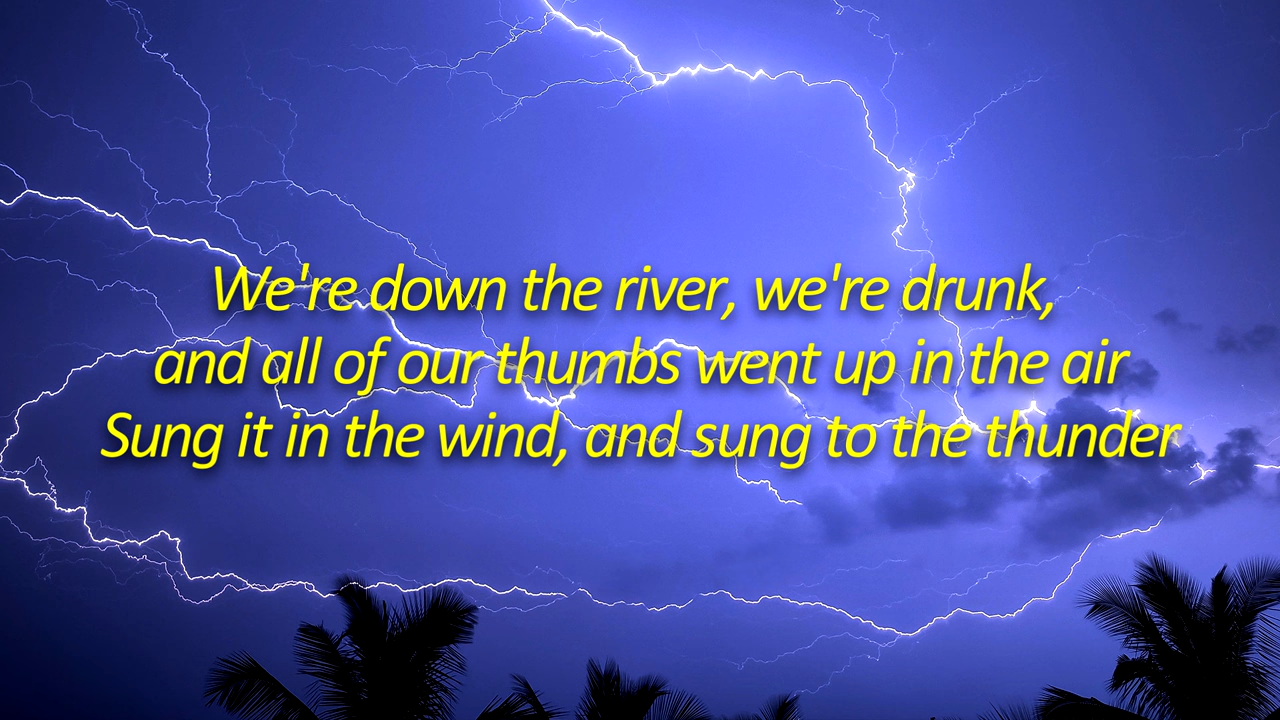 We're down the river, we're drunk,
and all of our thumbs went up in the air
Sung it in the wind, and sung to the thunder